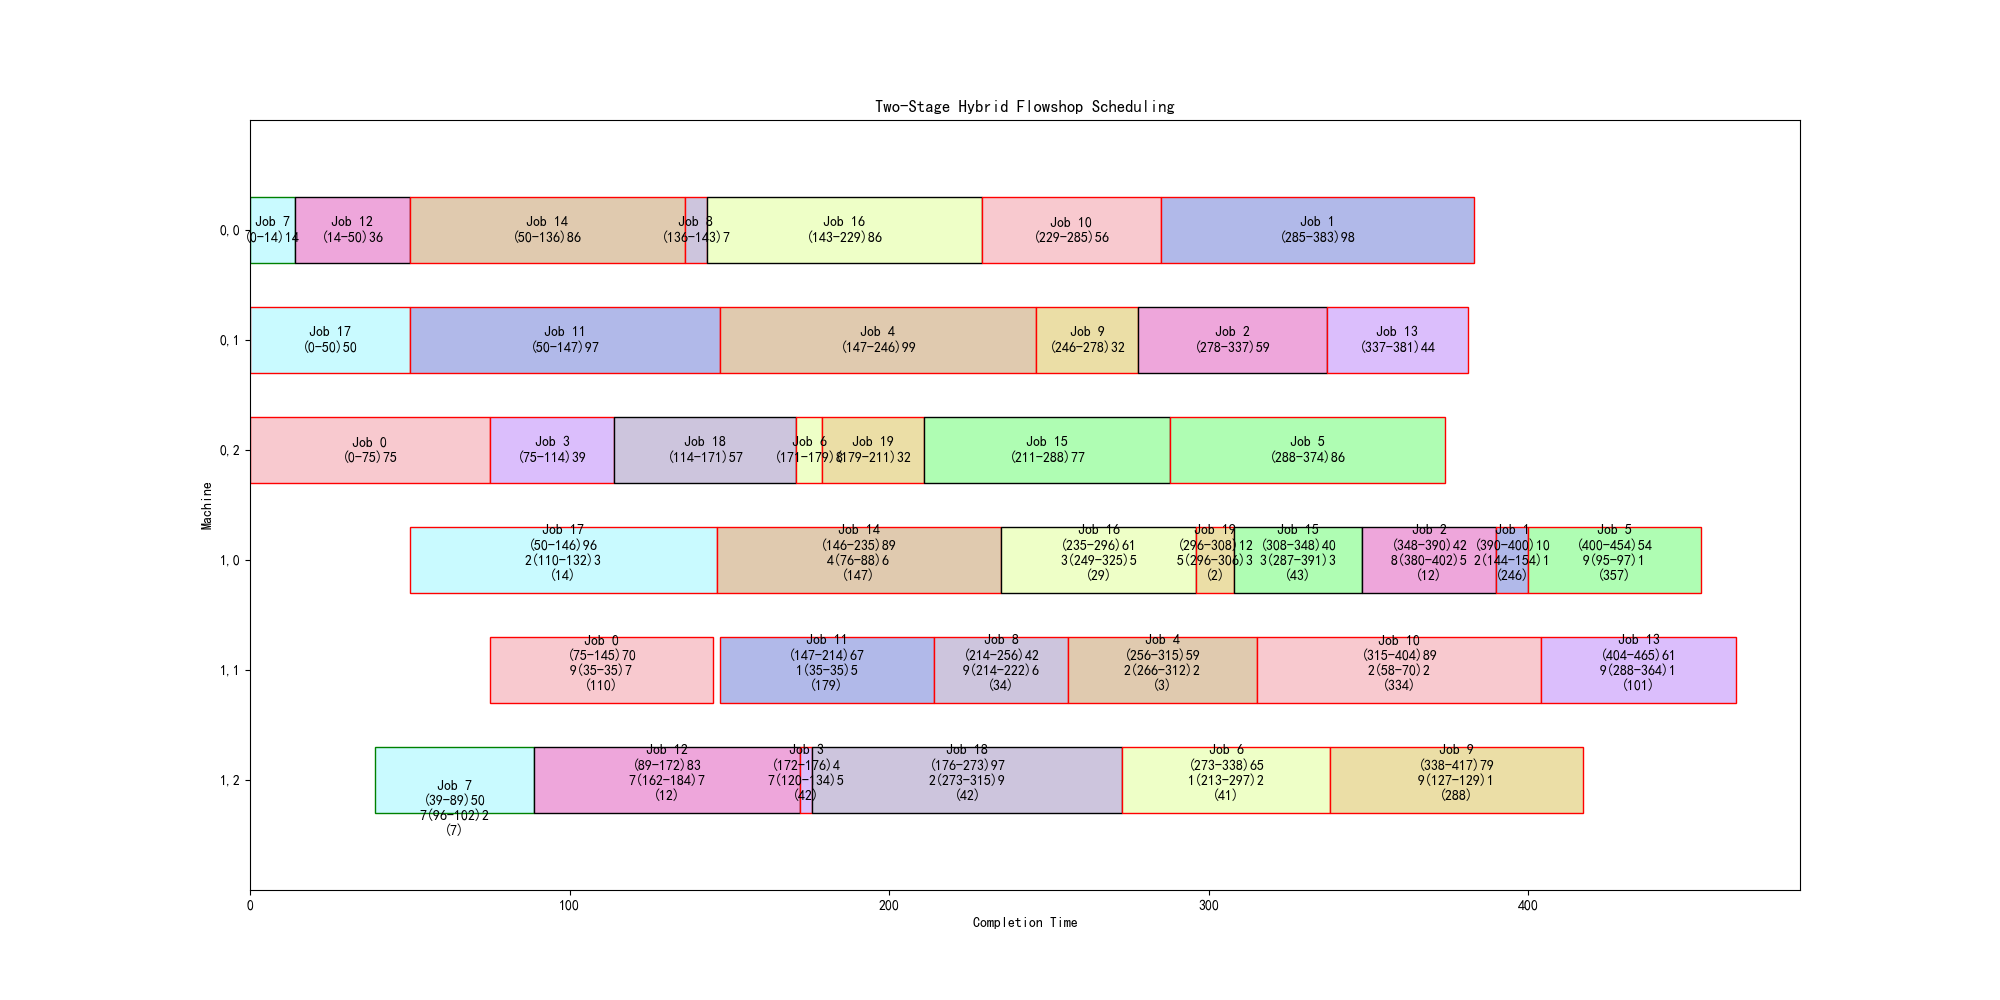 Two-Stage Hybrid Flowshop Scheduling
Machine
0,0
Job 7
(0-14)14
Job 12
(14-50)36
Job 14
(50-136)86
Job 8
(136-143)7
Job 16
(143-229)86
Job 10
(229-285)56
Job 1
(285-383)98
0,1
Job 17
(0-50)50
Job 11
(50-147)97
Job 4
(147-246)99
Job 9
(246-278)32
Job 2
(278-337)59
Job 13
(337-381)44
0,2
Job 0
(0-75)75
Job 3
(75-114)39
Job 18
(114-171)57
Job 6
(171-179)8
Job 19
(179-211)32
Job 15
(211-288)77
Job 5
(288-374)86
1,0
Job 17
(50-146)96
2(110-132)3
(14)
Job 14
(146-235)89
4(76-88)6
(147)
Job 16
(235-296)61
3(249-325)5
(29)
Job 19
(296-308)12
5(296-306)3
(2)
Job 15
(308-348)40
3(287-391)3
(43)
Job 2
(348-390)42
8(380-402)5
(12)
Job 1
(390-400)10
2(144-154)1
(246)
Job 5
(400-454)54
9(95-97)1
(357)
1,1
Job 0
(75-145)70
9(35-35)7
(110)
Job 11
(147-214)67
1(35-35)5
(179)
Job 8
(214-256)42
9(214-222)6
(34)
Job 4
(256-315)59
2(266-312)2
(3)
Job 10
(315-404)89
2(58-70)2
(334)
Job 13
(404-465)61
9(288-364)1
(101)
1,2
Job 7
(39-89)50
7(96-102)2
(7)
Job 12
(89-172)83
7(162-184)7
(12)
Job 3
(172-176)4
7(120-134)5
(42)
Job 18
(176-273)97
2(273-315)9
(42)
Job 6
(273-338)65
1(213-297)2
(41)
Job 9
(338-417)79
9(127-129)1
(288)
0
100
200
300
400
Completion Time